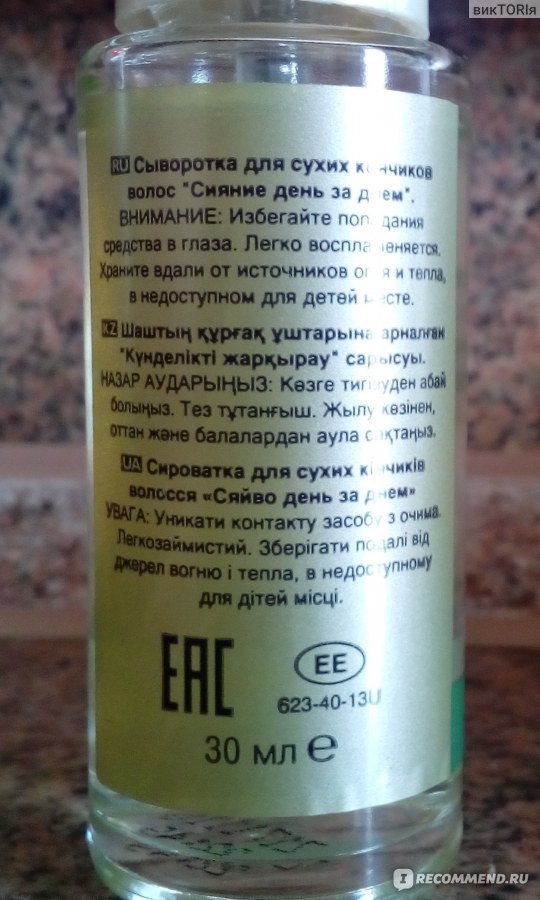 викTORIя
RU Сыворотка для сухих кончиков
волос "Сияние день за днем".
ВНИМАНИЕ: Избегайте попадания
средства в глаза. Легко воспламеняется.
Храните вдали от источников огня и тепла,
в недоступном для детей месте.
KZ Шаштың құрғақ ұштарына арналған
"Күнделікті жарқырау" сарысуы.
НАЗАР АУДАРЫҢЫЗ: Көзге тигізуден абай
болыңыз. Тез тұтанғыш. Жылу көзінен,
оттан және балалардан аулақ сақтаңыз.
UA Сироватка для сухих кінчиків
волосся «Сяйво день за днем»
УВАГА: Уникати контакту засобу з очима.
Легкозаймистий. Зберігати подалі від
джерел вогню і тепла, в недоступному
для дітей місці.
EAC
EE
623-40-13U
30 мл ℮
IRECOMMEND.RU